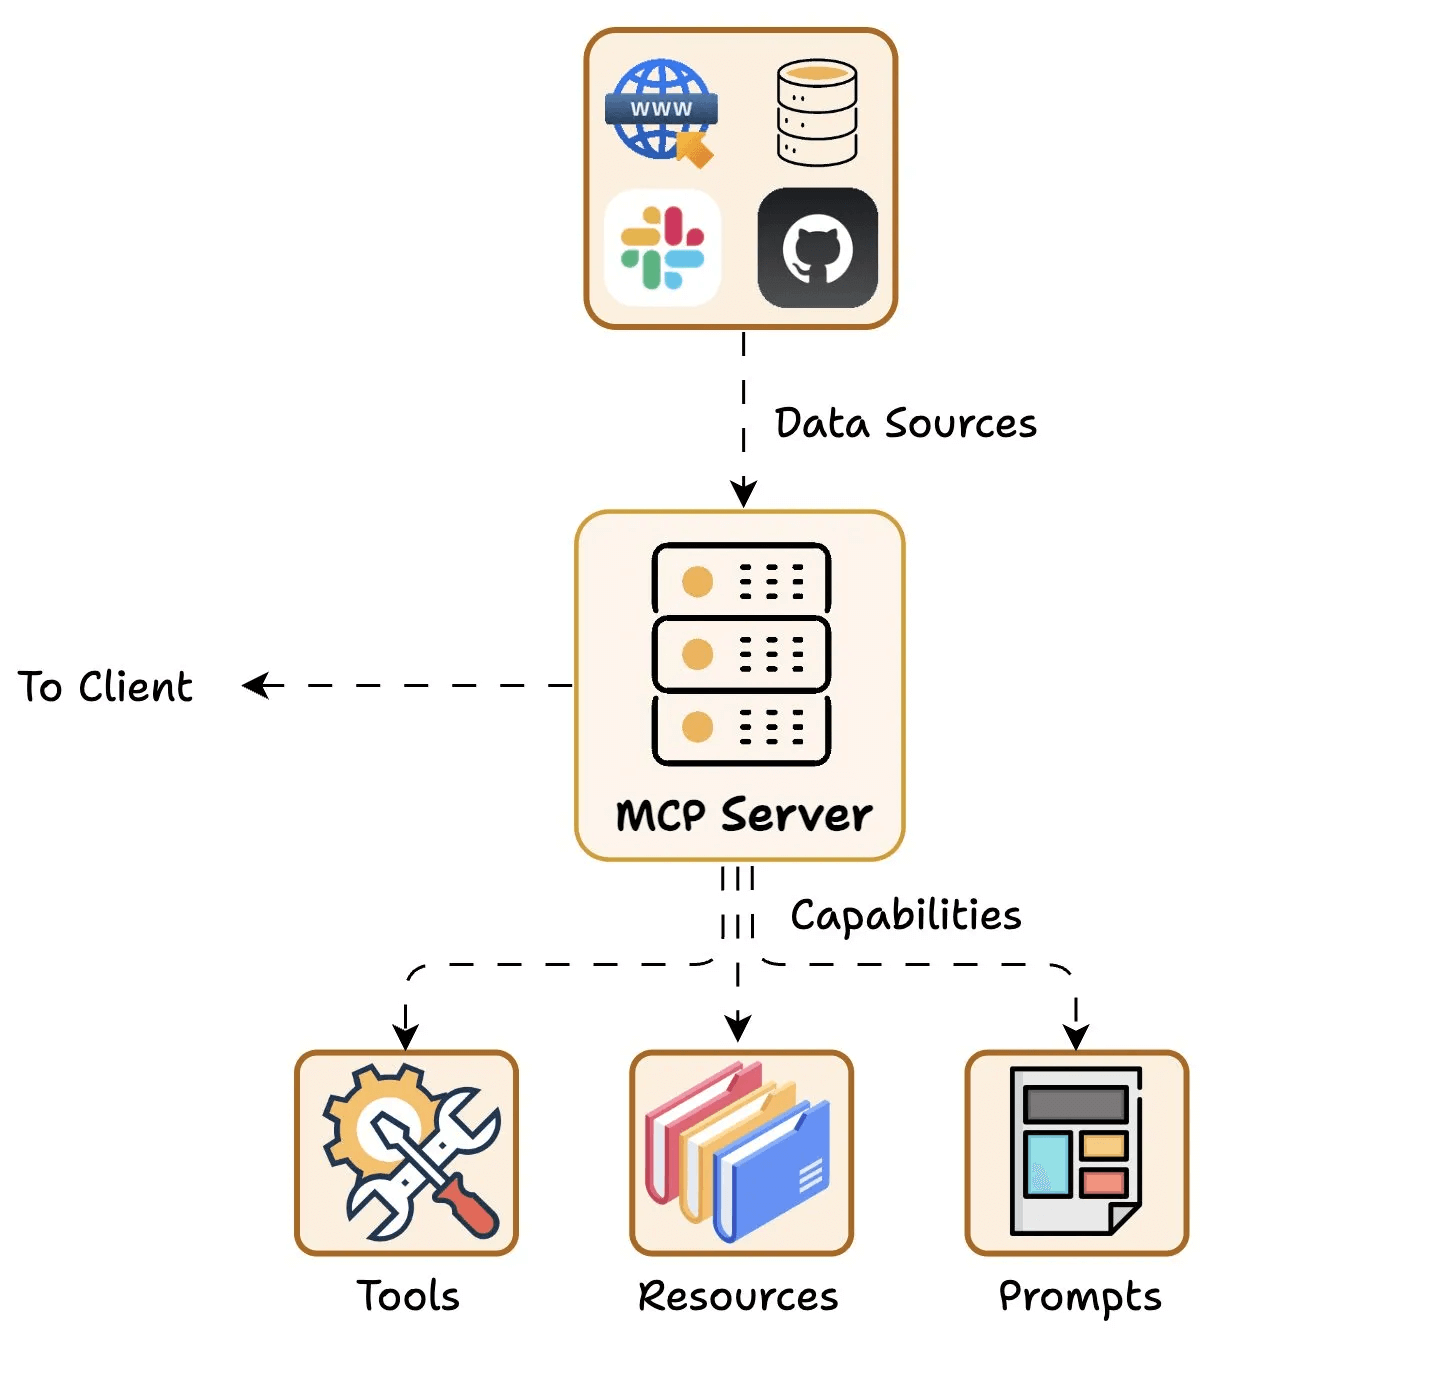 WWW
Data Sources
To Client
MCP Server
Capabilities
Tools
Resources
Prompts